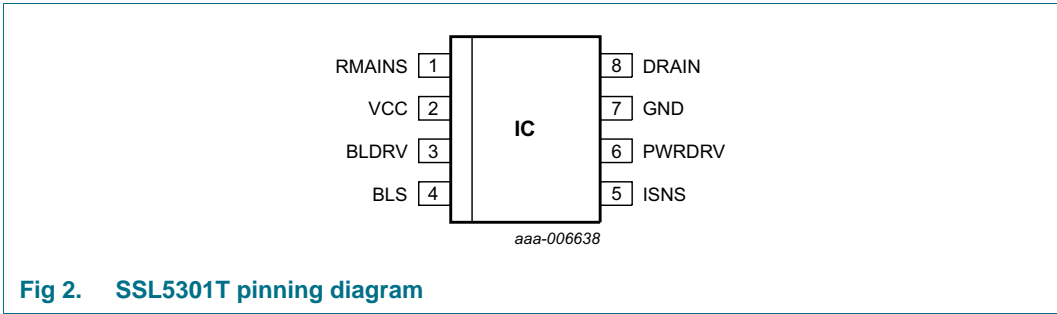 RMAINS 1 8 DRAIN
VCC 2 7 GND
IC
BLDRV 3 6 PWRDRV
BLS 4 5 ISNS
aaa-006638
Fig 2. SSL5301T pinning diagram